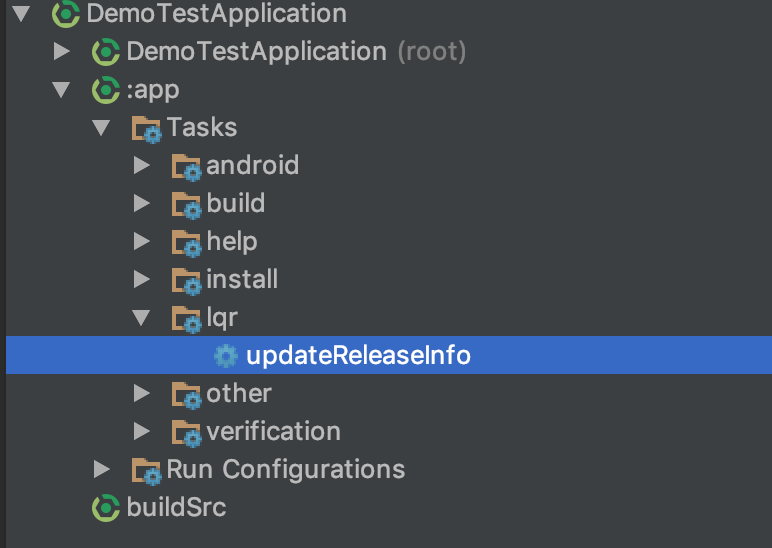 DemoTestApplication
DemoTestApplication (root)
:app
Tasks
android
build
help
install
lqr
updateReleaseInfo
other
verification
Run Configurations
buildSrc